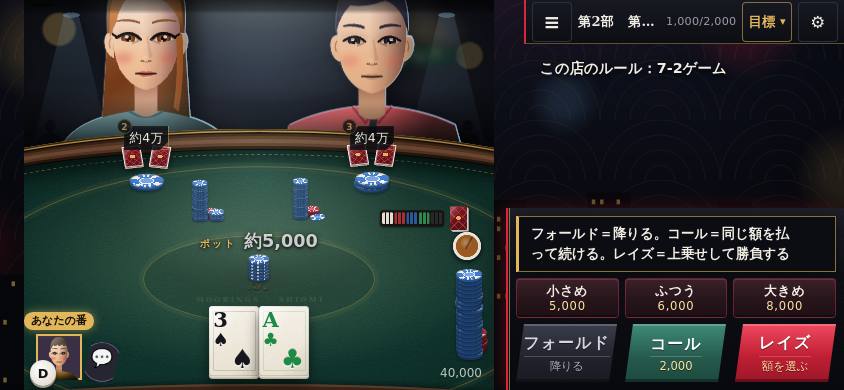 第2部 第…
1,000/2,000
目標 ▾
この店のルール：7-2ゲーム
2
約4万
3
約4万
ポット 約5,000
MOORINGS SHIOMI
3
A
あなたの番
D
40,000
フォールド＝降りる。コール＝同じ額を払
って続ける。レイズ＝上乗せして勝負する
小さめ
5,000
ふつう
6,000
大きめ
8,000
フォールド
降りる
コール
2,000
レイズ
額を選ぶ